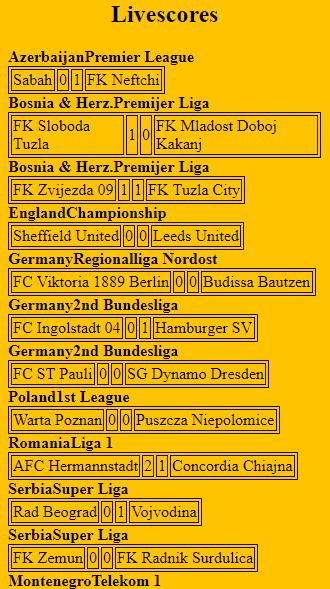 Livescores
AzerbaijanPremier League
Sabah 0 1 FK Neftchi
Bosnia & Herz.Premijer Liga
FK Sloboda Tuzla 1 0 FK Mladost Doboj Kakanj
Bosnia & Herz.Premijer Liga
FK Zvijezda 09 1 1 FK Tuzla City
EnglandChampionship
Sheffield United 0 0 Leeds United
GermanyRegionalliga Nordost
FC Viktoria 1889 Berlin 0 0 Budissa Bautzen
Germany2nd Bundesliga
FC Ingolstadt 04 0 1 Hamburger SV
Germany2nd Bundesliga
FC ST Pauli 0 0 SG Dynamo Dresden
Poland1st League
Warta Poznan 0 0 Puszcza Niepolomice
RomaniaLiga 1
AFC Hermannstadt 2 1 Concordia Chiajna
SerbiaSuper Liga
Rad Beograd 0 1 Vojvodina
SerbiaSuper Liga
FK Zemun 0 0 FK Radnik Surdulica
MontenegroTelekom 1